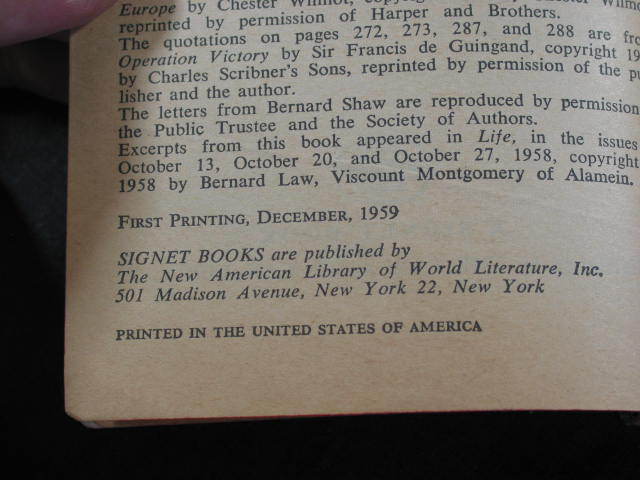 Europe by Chester Wilmot,
reprinted by permission of Harper and Brothers.
The quotations on pages 272, 273, 287, and 288 are fro
Operation Victory by Sir Francis de Guingand, copyright 19
by Charles Scribner's Sons, reprinted by permission of the pu
lisher and the author.
The letters from Bernard Shaw are reproduced by permission
the Public Trustee and the Society of Authors.
Excerpts from this book appeared in Life, in the issues
October 13, October 20, and October 27, 1958, copyright
1958 by Bernard Law, Viscount Montgomery of Alamein.
FIRST PRINTING, DECEMBER, 1959
SIGNET BOOKS are published by
The New American Library of World Literature, Inc.
501 Madison Avenue, New York 22, New York
PRINTED IN THE UNITED STATES OF AMERICA